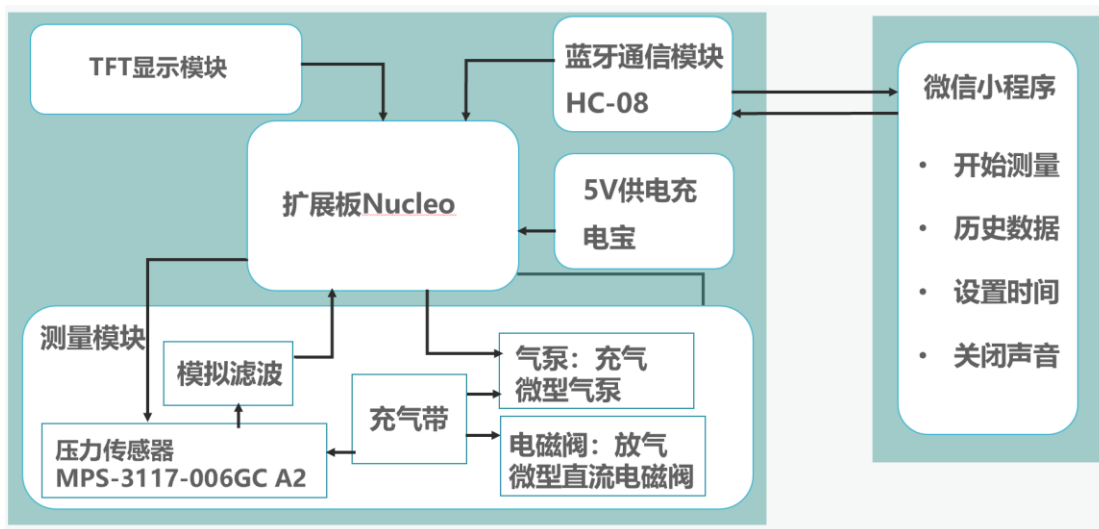 TFT显示模块
蓝牙通信模块
HC-08
微信小程序
扩展板Nucleo
5V供电充
电宝
• 开始测量
• 历史数据
• 设置时间
• 关闭声音
测量模块
模拟滤波
气泵：充气
微型气泵
充气带
压力传感器
MPS-3117-006GC A2
电磁阀：放气
微型直流电磁阀